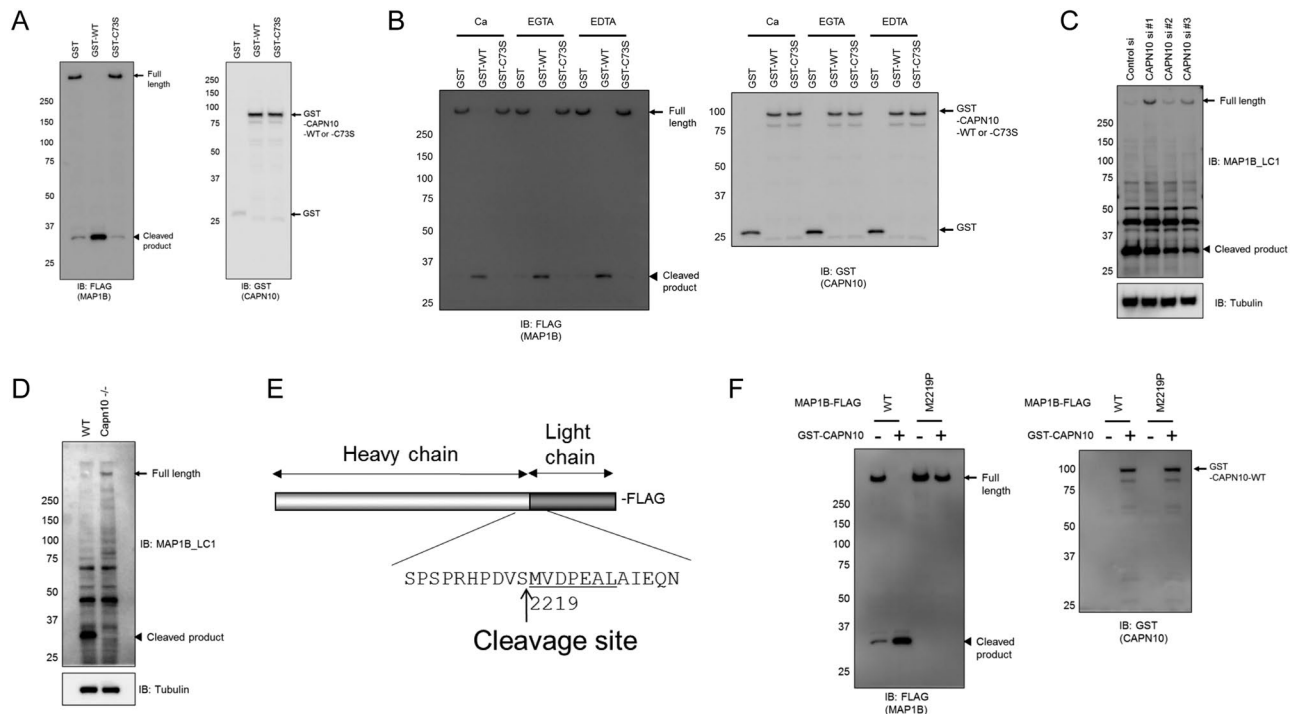 A
GST
GST-WT
GST-C73S
Full
length
250
150
100
75
50
37
25
Cleaved
product
IB: FLAG
(MAP1B)
GST
GST-WT
GST-C73S
250
150
100
75
50
37
25
GST
-CAPN10
-WT or -C73S
GST
IB: GST
(CAPN10)
B
Ca EGTA EDTA
GST
GST-WT
GST-C73S
GST
GST-WT
GST-C73S
GST
GST-WT
GST-C73S
Full
length
250
150
100
75
50
37
25
Cleaved
product
IB: FLAG
(MAP1B)
Ca EGTA EDTA
GST
GST-WT
GST-C73S
GST
GST-WT
GST-C73S
GST
GST-WT
GST-C73S
100
75
50
37
25
GST
-CAPN10
-WT or -C73S
GST
IB: GST
(CAPN10)
C
Control si
CAPN10 si #1
CAPN10 si #2
CAPN10 si #3
Full length
250
150
100
75
50
37
25
IB: MAP1B_LC1
Cleaved product
IB: Tubulin
D
WT
Capn10 -/-
Full length
250
150
100
75
50
37
25
IB: MAP1B_LC1
Cleaved product
IB: Tubulin
E
Heavy chain
Light
chain
-FLAG
SPSPRHPDVSMVDPEALAIEQN
2219
Cleavage site
F
MAP1B-FLAG WT M2219P
GST-CAPN10 - + - +
Full
length
250
150
100
75
50
37
25
Cleaved
product
IB: FLAG
(MAP1B)
MAP1B-FLAG WT M2219P
GST-CAPN10 - + - +
100
75
50
37
25
GST
-CAPN10-WT
IB: GST
(CAPN10)